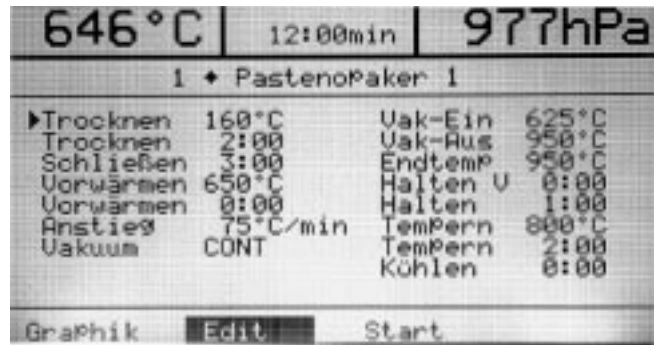 646°C 12:00min 977hPa
1 ♦ Pastenopaker 1
▶Trocknen 160°C Vak-Ein 625°C
Trocknen 2:00 Vak-Aus 950°C
Schließen 3:00 Endtemp 950°C
Vorwärmen 650°C Halten V 0:00
Vorwärmen 0:00 Halten 1:00
Anstieg 75°C/min Tempern 800°C
Vakuum CONT Tempern 2:00
Kühlen 0:00
Graphik Edit Start